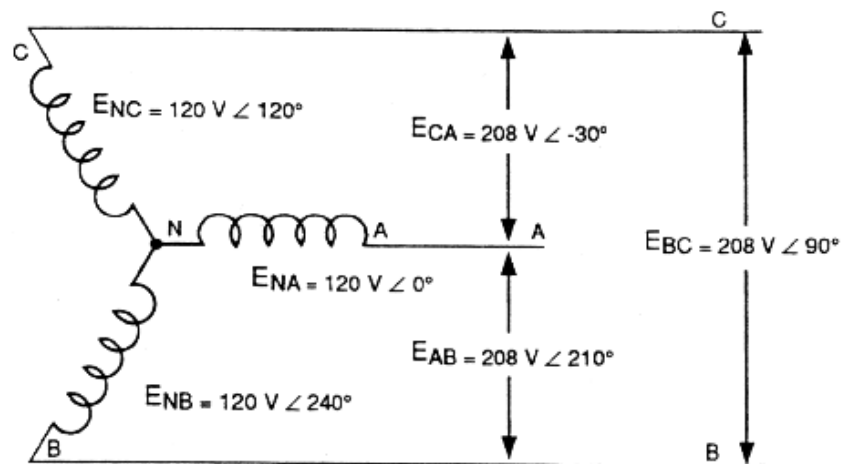 C
C
E_NC = 120 V ∠ 120°
E_CA = 208 V ∠ -30°
N
A
A
E_BC = 208 V ∠ 90°
E_NA = 120 V ∠ 0°
E_AB = 208 V ∠ 210°
E_NB = 120 V ∠ 240°
B
B